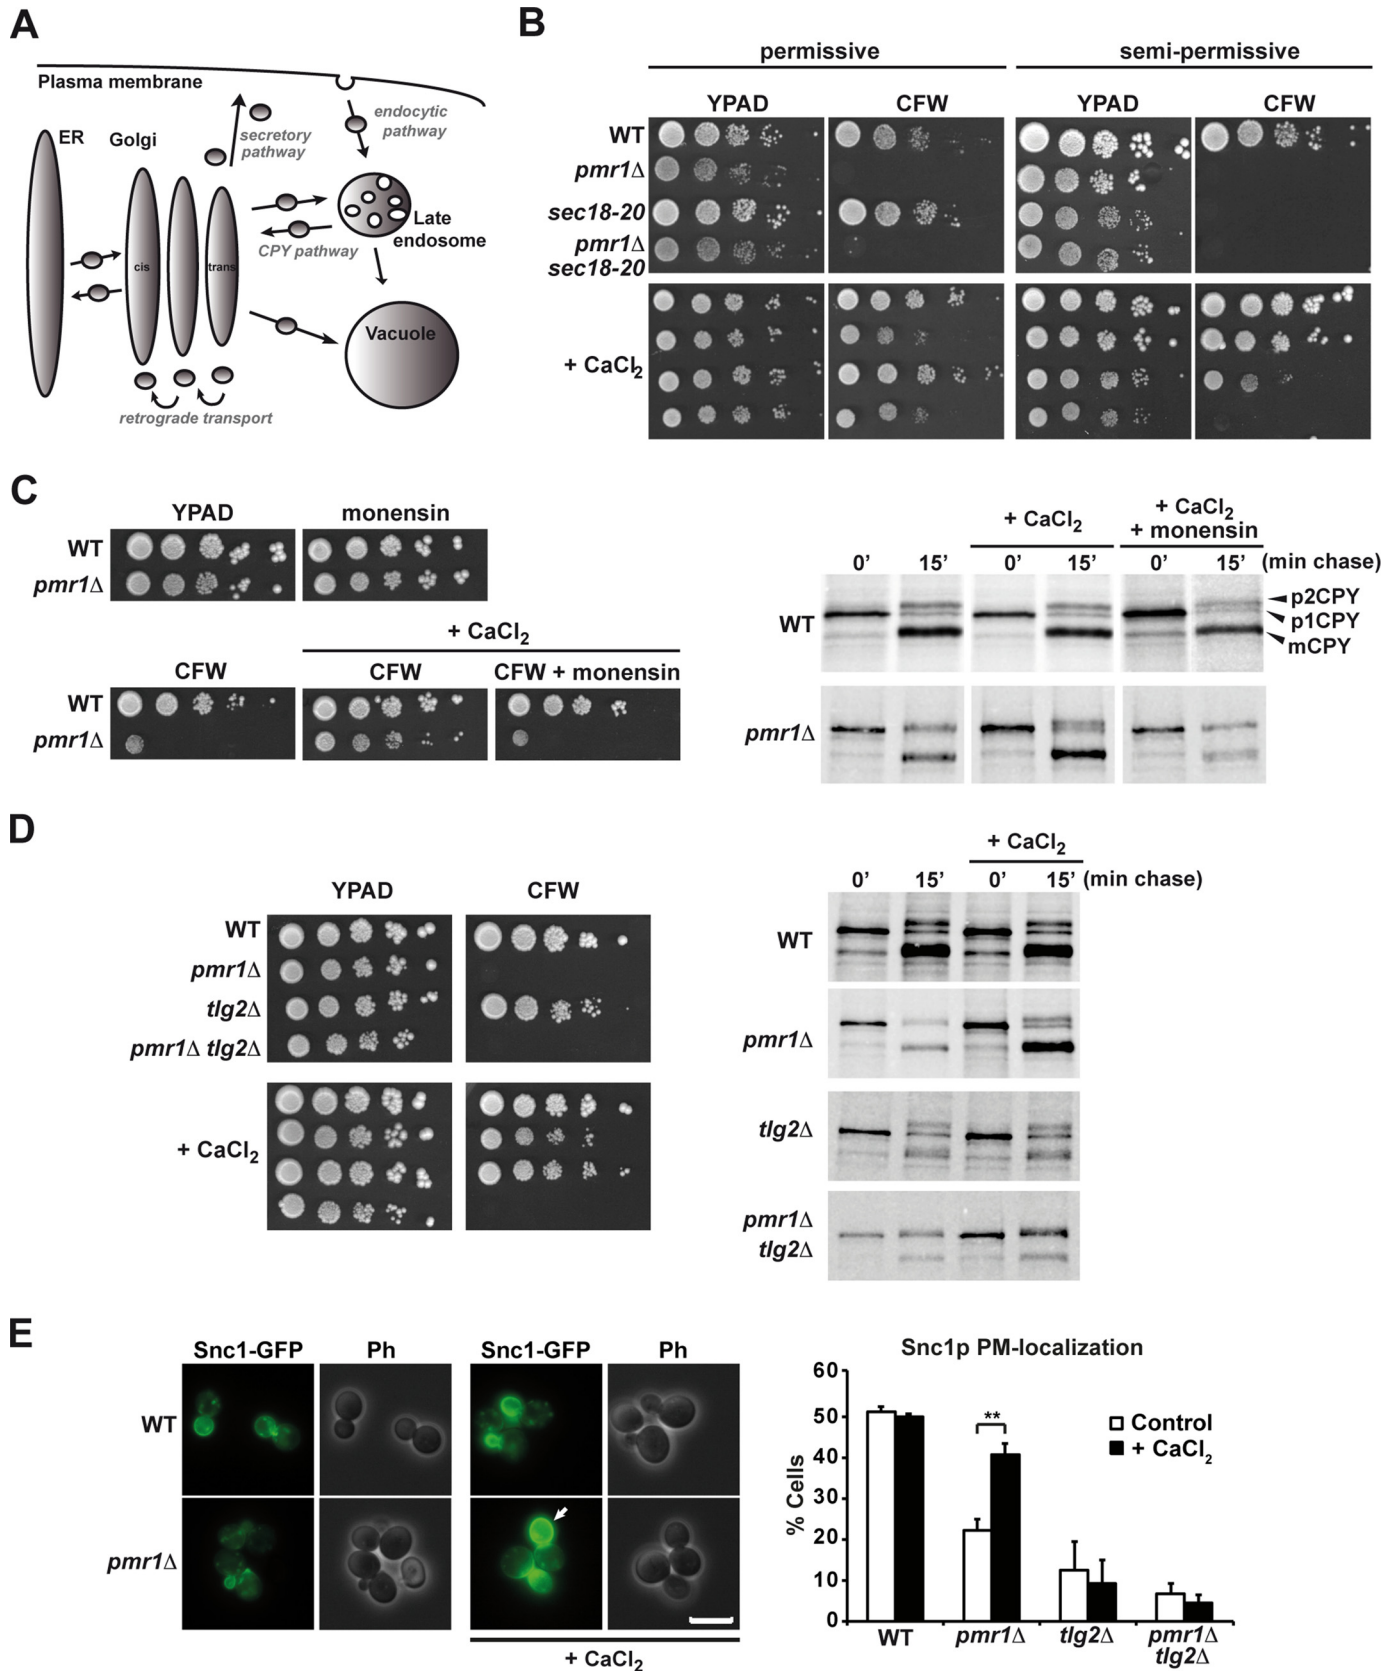 A
Plasma membrane
ER
Golgi
secretory
pathway
endocytic
pathway
cis
trans
CPY pathway
Late
endosome
Vacuole
retrograde transport
B
permissive
semi-permissive
YPAD
CFW
YPAD
CFW
WT
pmr1Δ
sec18-20
pmr1Δ
sec18-20
+ CaCl2
C
YPAD
monensin
WT
pmr1Δ
+ CaCl2
CFW
CFW
CFW + monensin
WT
pmr1Δ
+ CaCl2
+ CaCl2
+ monensin
0’ 15’ 0’ 15’ 0’ 15’ (min chase)
WT
p2CPY
p1CPY
mCPY
pmr1Δ
D
YPAD
CFW
WT
pmr1Δ
tlg2Δ
pmr1Δ tlg2Δ
+ CaCl2
+ CaCl2
0’ 15’ 0’ 15’ (min chase)
WT
pmr1Δ
tlg2Δ
pmr1Δ
tlg2Δ
E
Snc1-GFP
Ph
Snc1-GFP
Ph
WT
pmr1Δ
+ CaCl2
Snc1p PM-localization
% Cells
60
50
40
30
20
10
0
**
Control
+ CaCl2
WT
pmr1Δ
tlg2Δ
pmr1Δ
tlg2Δ